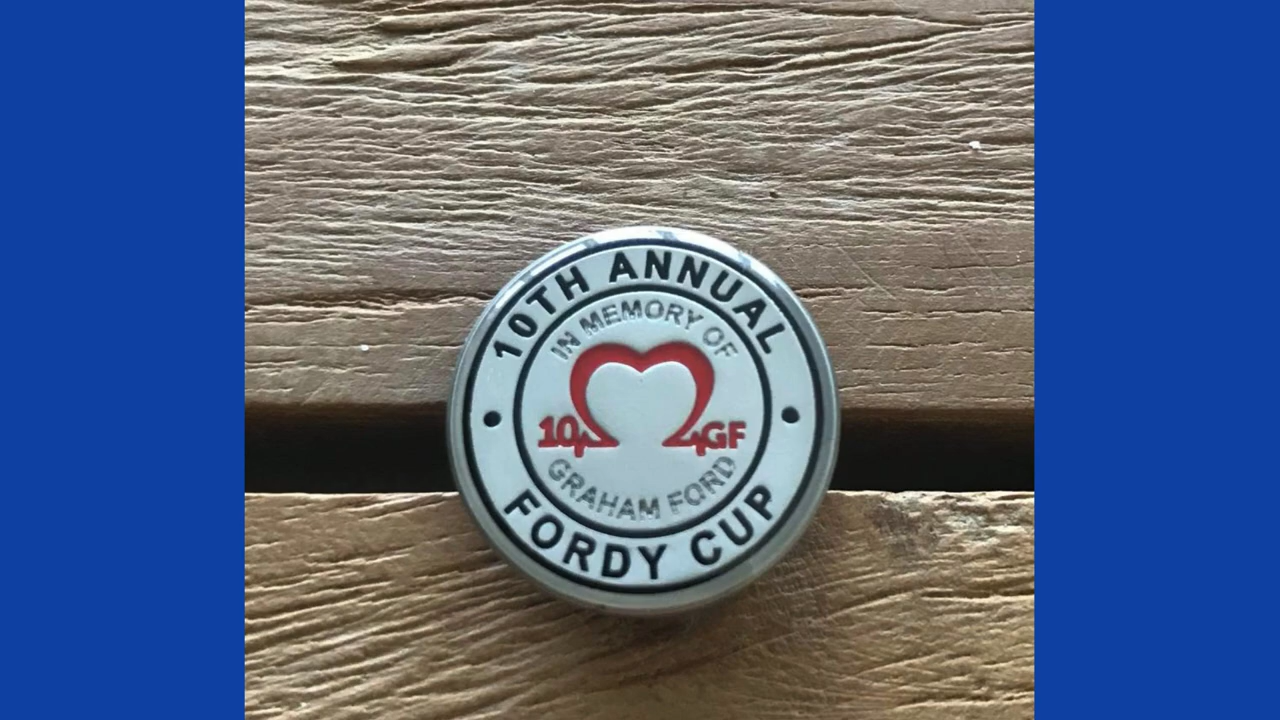 10TH ANNUAL
IN MEMORY OF
10 GF
GRAHAM FORD
FORDY CUP